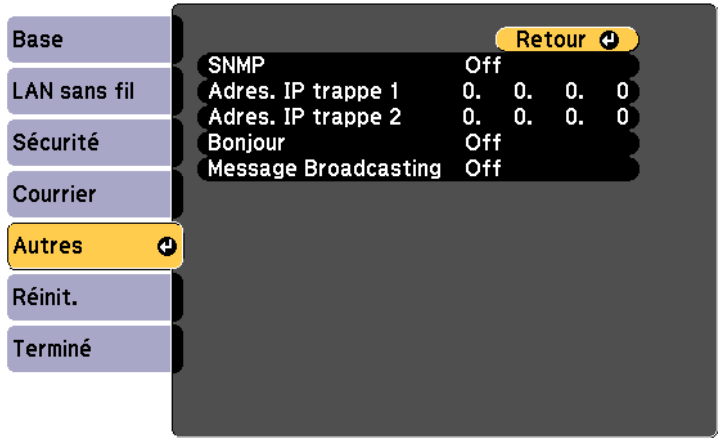 Base
LAN sans fil
Sécurité
Courrier
Autres
Réinit.
Terminé
Retour
SNMP Off
Adres. IP trappe 1 0. 0. 0. 0
Adres. IP trappe 2 0. 0. 0. 0
Bonjour Off
Message Broadcasting Off